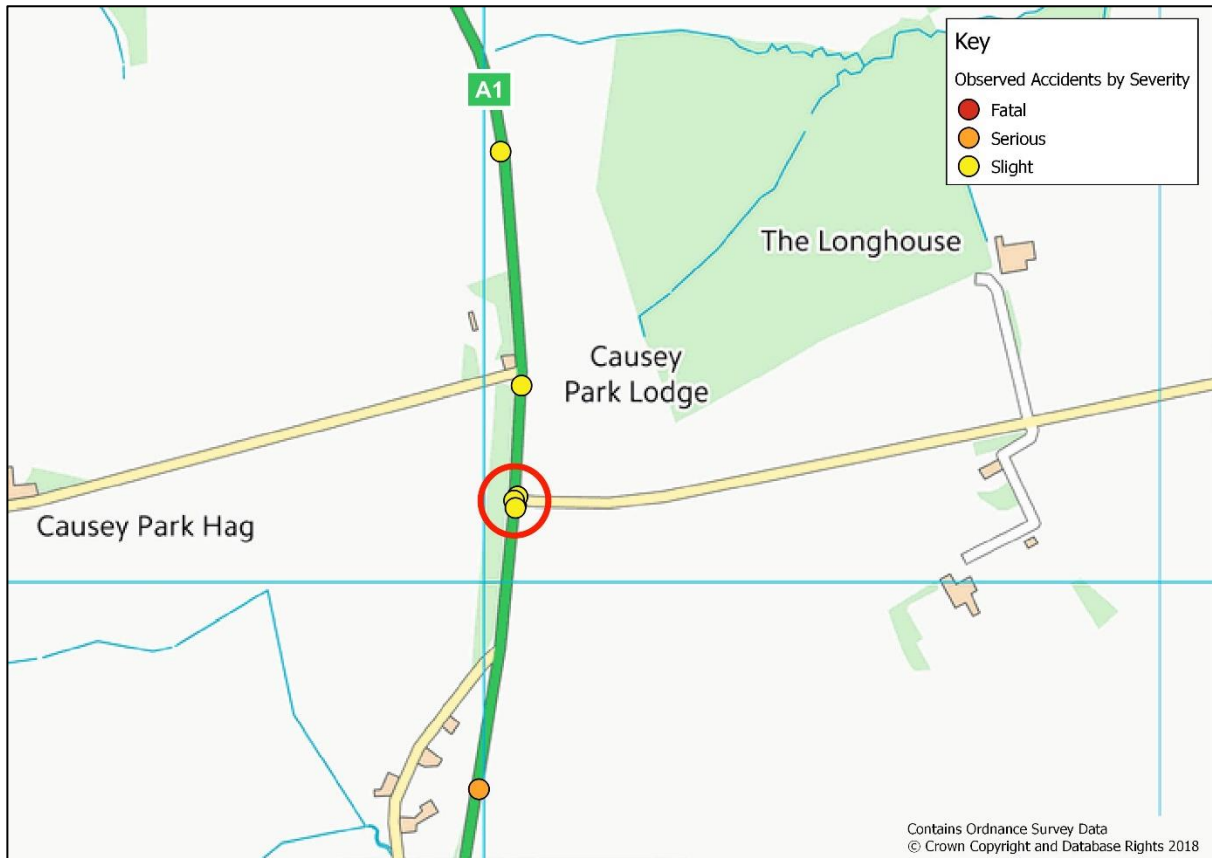 A1
Key
Observed Accidents by Severity
Fatal
Serious
Slight
The Longhouse
Causey
Park Lodge
Causey Park Hag
Contains Ordnance Survey Data
© Crown Copyright and Database Rights 2018